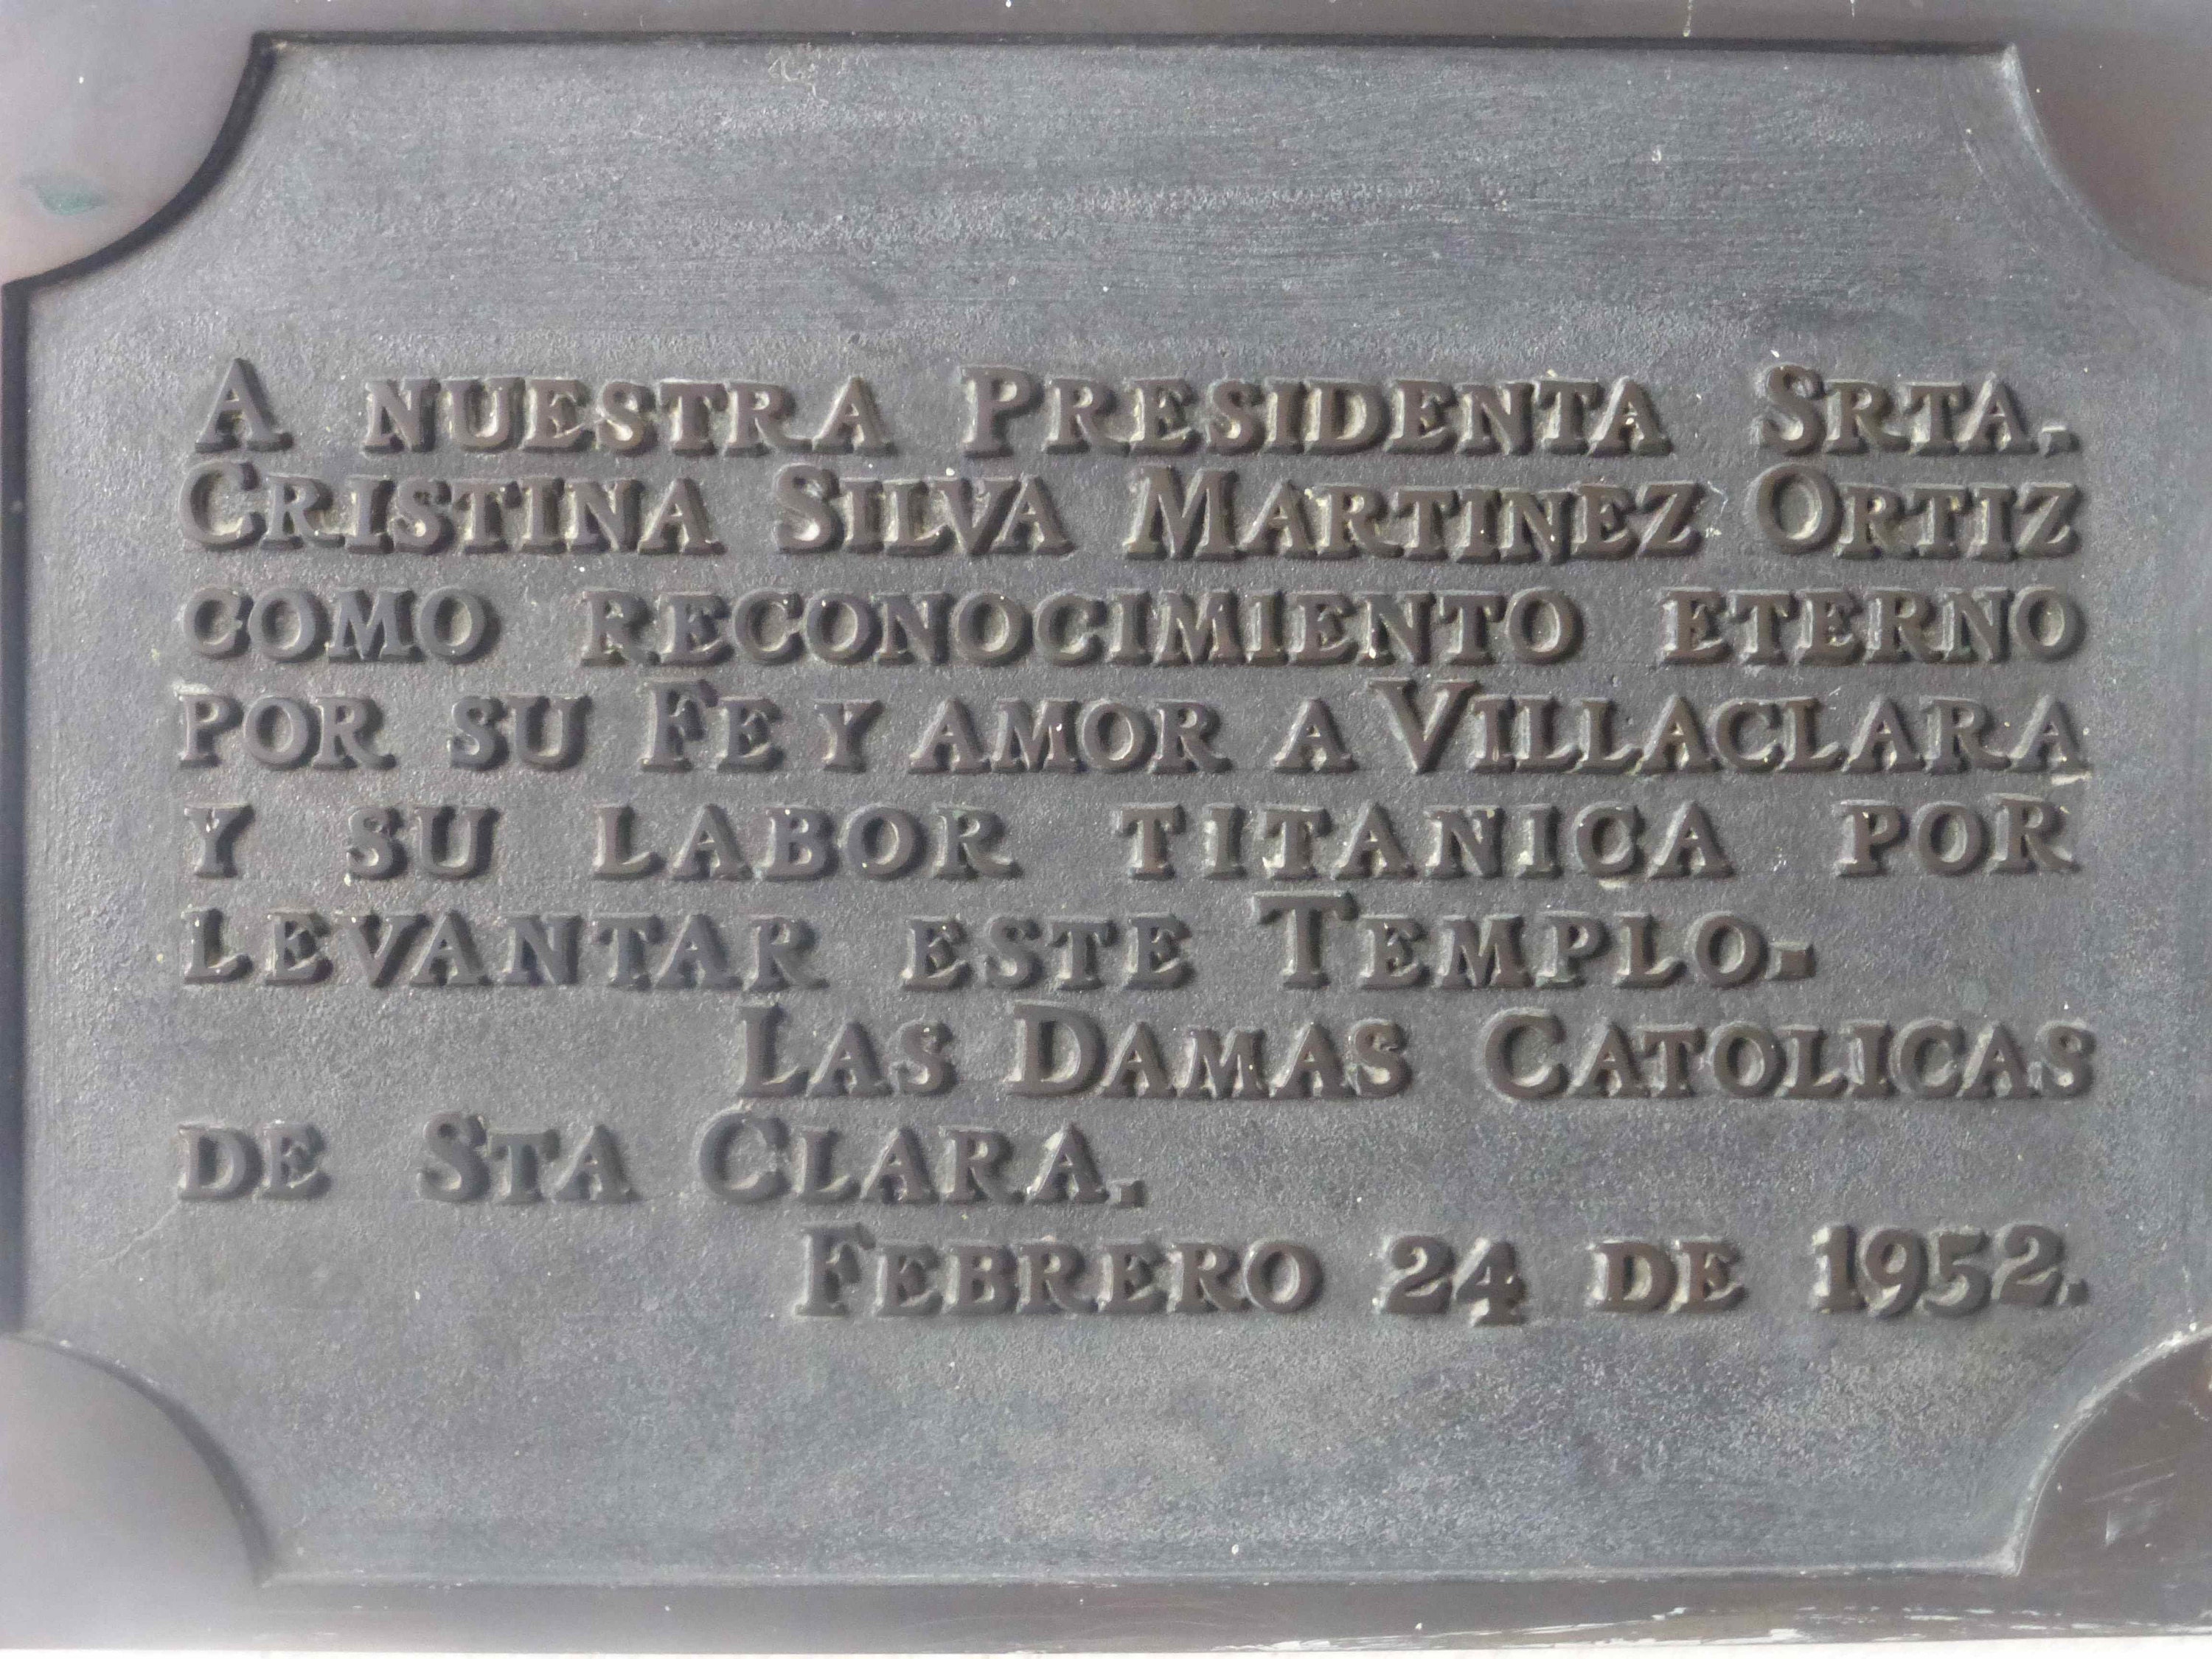 A NUESTRA PRESIDENTA SRTA.
CRISTINA SILVA MARTINEZ ORTIZ
COMO RECONOCIMIENTO ETERNO
POR SU FE Y AMOR A VILLACLARA
Y SU LABOR TITANICA POR
LEVANTAR ESTE TEMPLO.
LAS DAMAS CATOLICAS
DE STA CLARA.
FEBRERO 24 DE 1952.